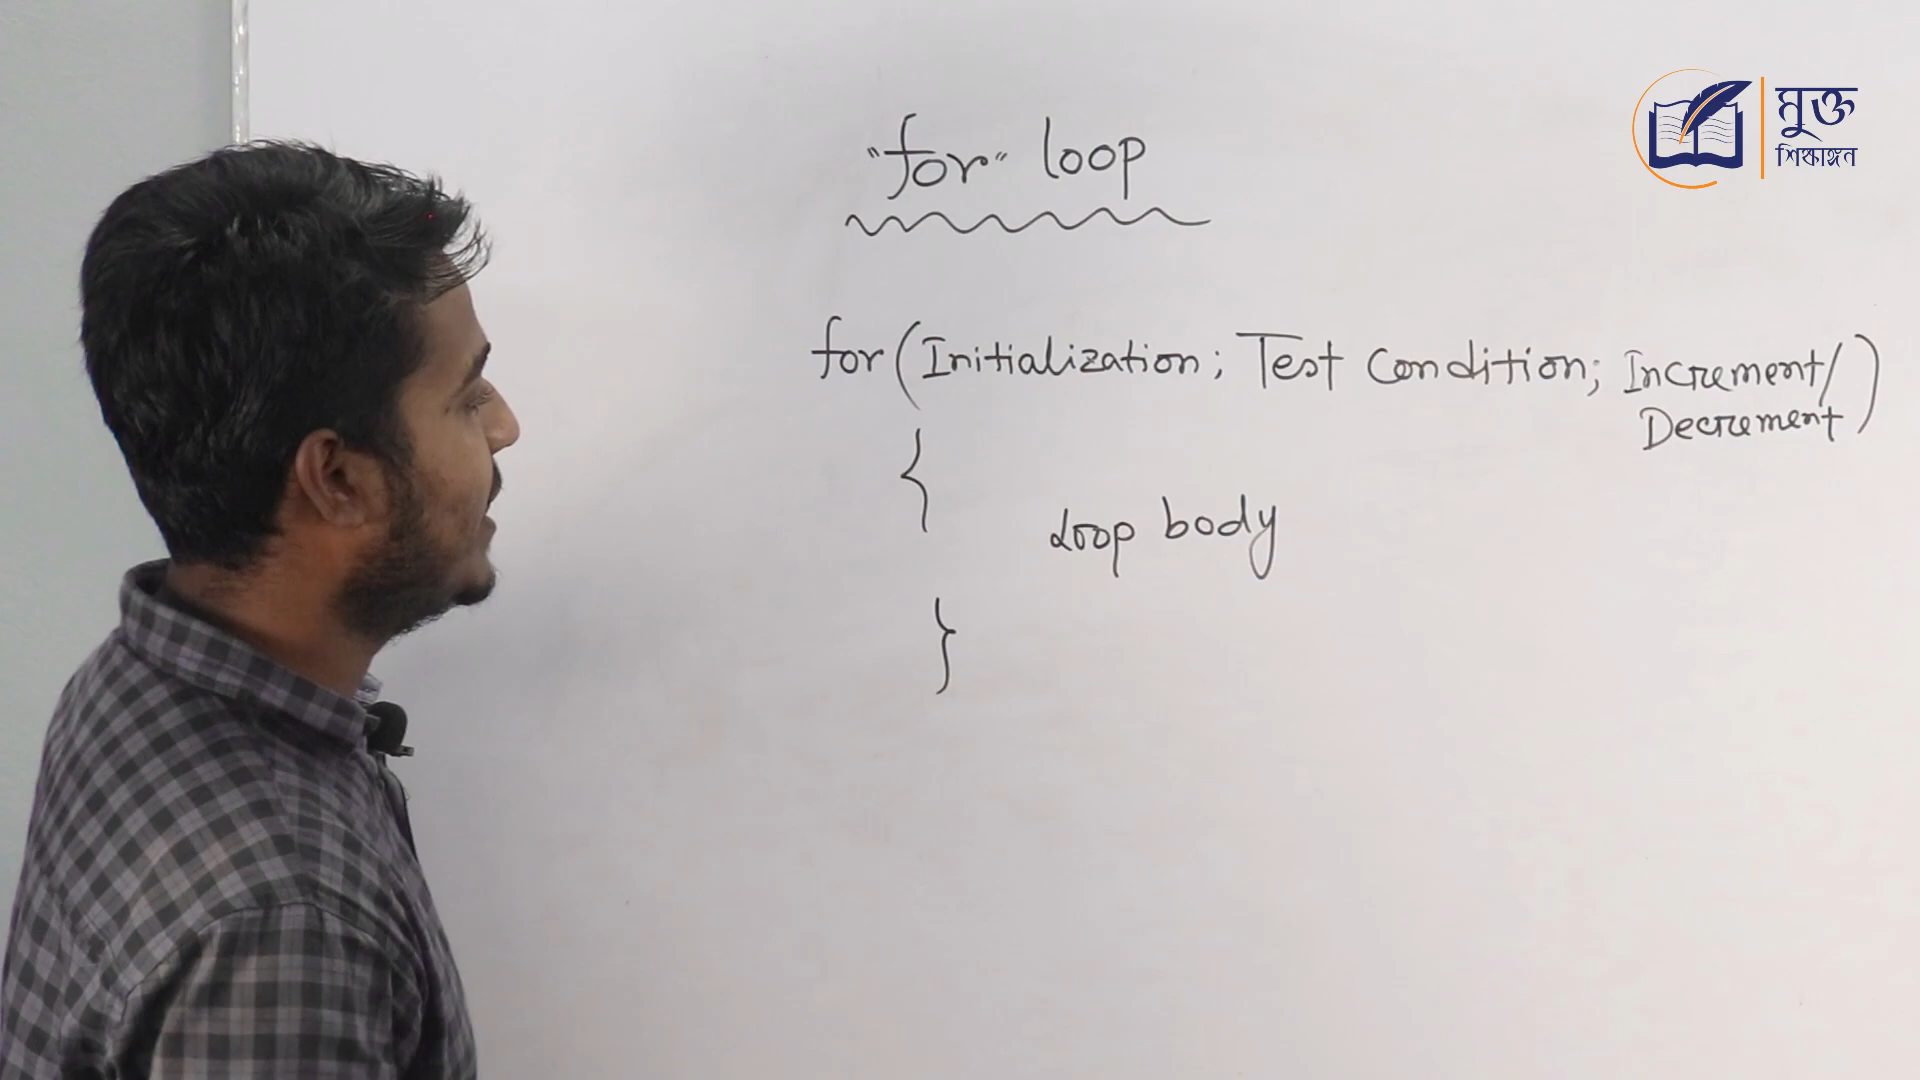 মুক্ত
শিক্ষাঙ্গন
"for" loop
for (Initialization; Test Condition; Increment/
Decrement)
{
Loop body
}